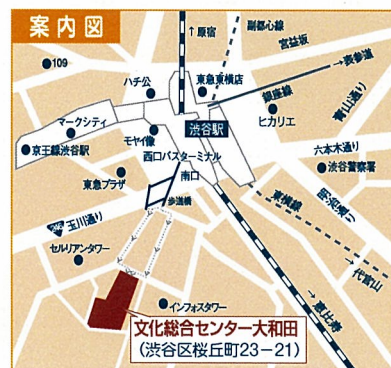 案内図
↑原宿
副都心線
宮益坂
109
ハチ公
東急東横店
→表参道
銀座線
青山通り
マークシティ
渋谷駅
ヒカリエ
モヤイ像
京王線渋谷駅
西口バスターミナル
六本木通り
渋谷警察署
南口
東急プラザ
歩道橋
東横線
明治通り
246
玉川通り
→代官山
セルリアンタワー
→恵比寿
インフォスタワー
文化総合センター大和田
(渋谷区桜丘町23-21)